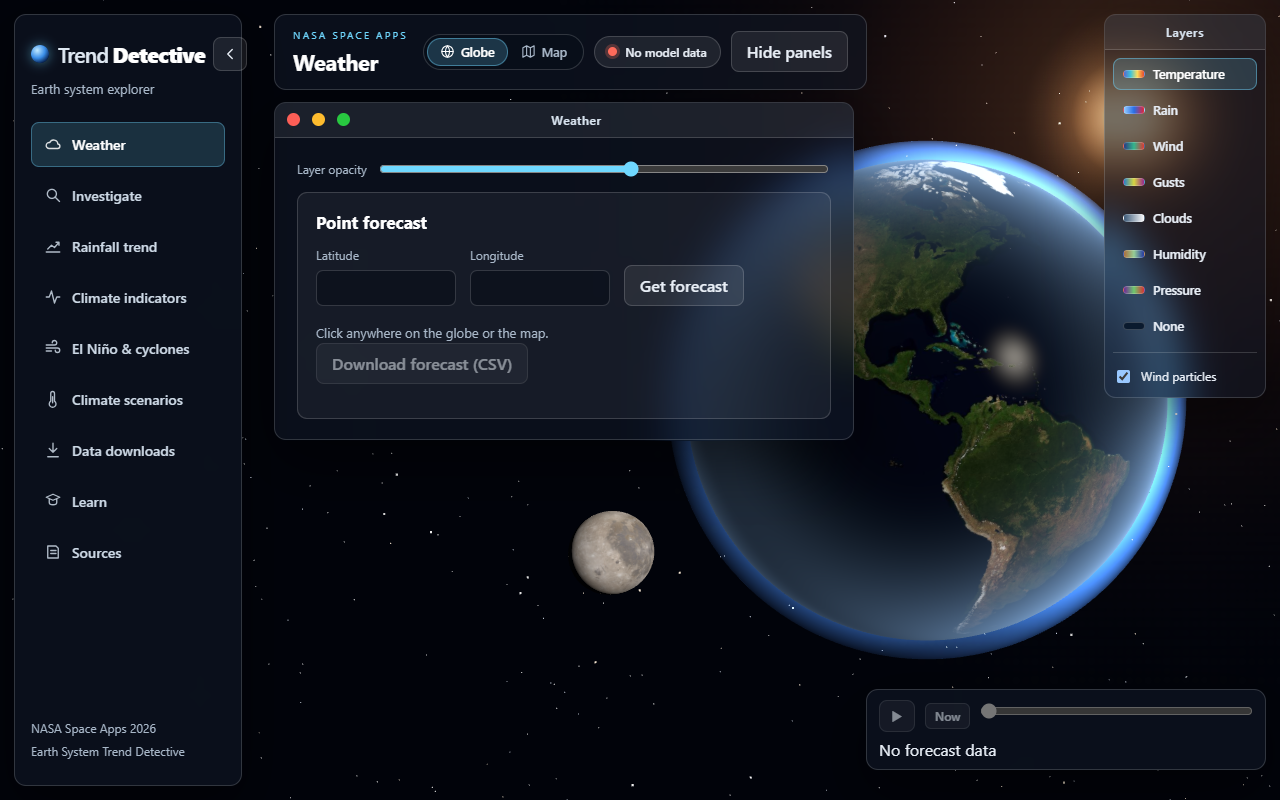 Trend Detective
Earth system explorer
Weather
Investigate
Rainfall trend
Climate indicators
El Niño & cyclones
Climate scenarios
Data downloads
Learn
Sources
NASA Space Apps 2026
Earth System Trend Detective
NASA SPACE APPS
Weather
Globe
Map
No model data
Hide panels
Weather
Layer opacity
Point forecast
Latitude
Longitude
Get forecast
Click anywhere on the globe or the map.
Download forecast (CSV)
Layers
Temperature
Rain
Wind
Gusts
Clouds
Humidity
Pressure
None
Wind particles
Now
No forecast data